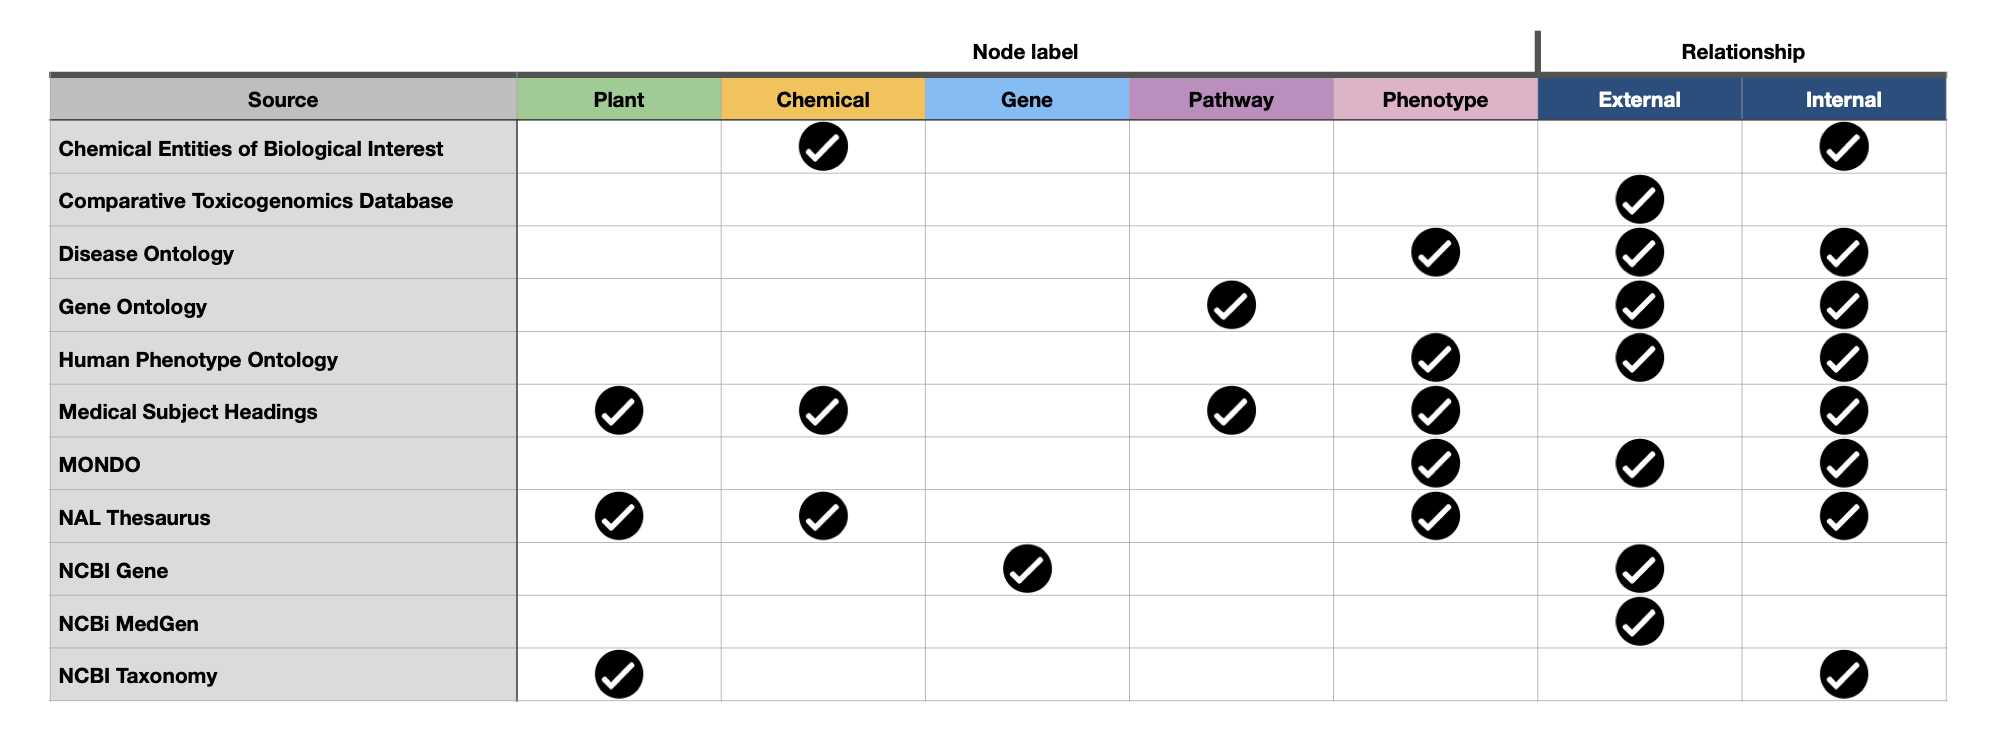 Node label Relationship
Source Plant Chemical Gene Pathway Phenotype External Internal
Chemical Entities of Biological Interest
Comparative Toxicogenomics Database
Disease Ontology
Gene Ontology
Human Phenotype Ontology
Medical Subject Headings
MONDO
NAL Thesaurus
NCBI Gene
NCBi MedGen
NCBI Taxonomy